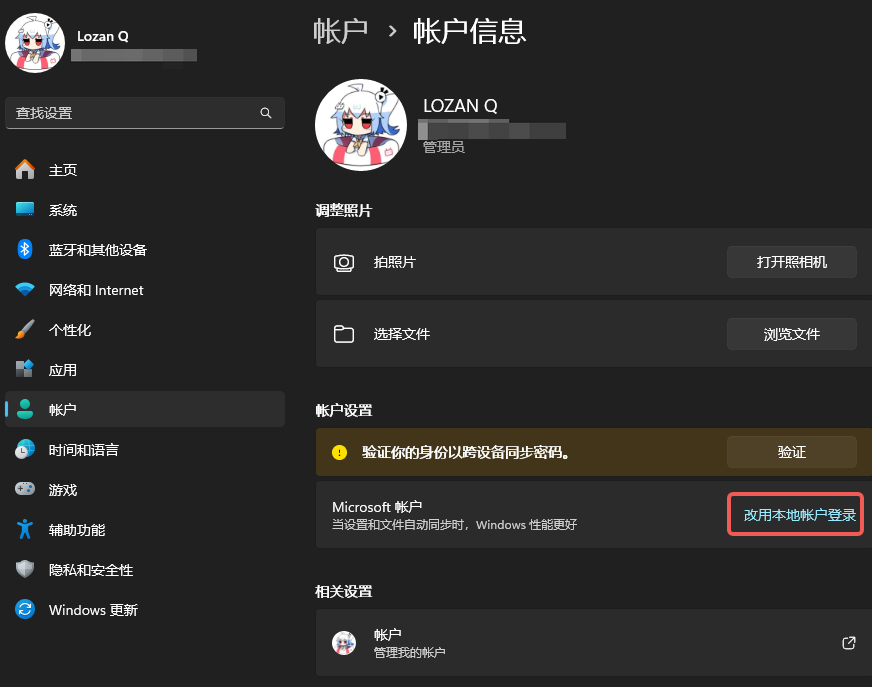 Lozan Q
查找设置
主页
系统
蓝牙和其他设备
网络和 Internet
个性化
应用
帐户
时间和语言
游戏
辅助功能
隐私和安全性
Windows 更新
帐户 › 帐户信息
LOZAN Q
管理员
调整照片
拍照片
打开照相机
选择文件
浏览文件
帐户设置
验证你的身份以跨设备同步密码。
验证
Microsoft 帐户
当设置和文件自动同步时，Windows 性能更好
改用本地帐户登录
相关设置
帐户
管理我的帐户